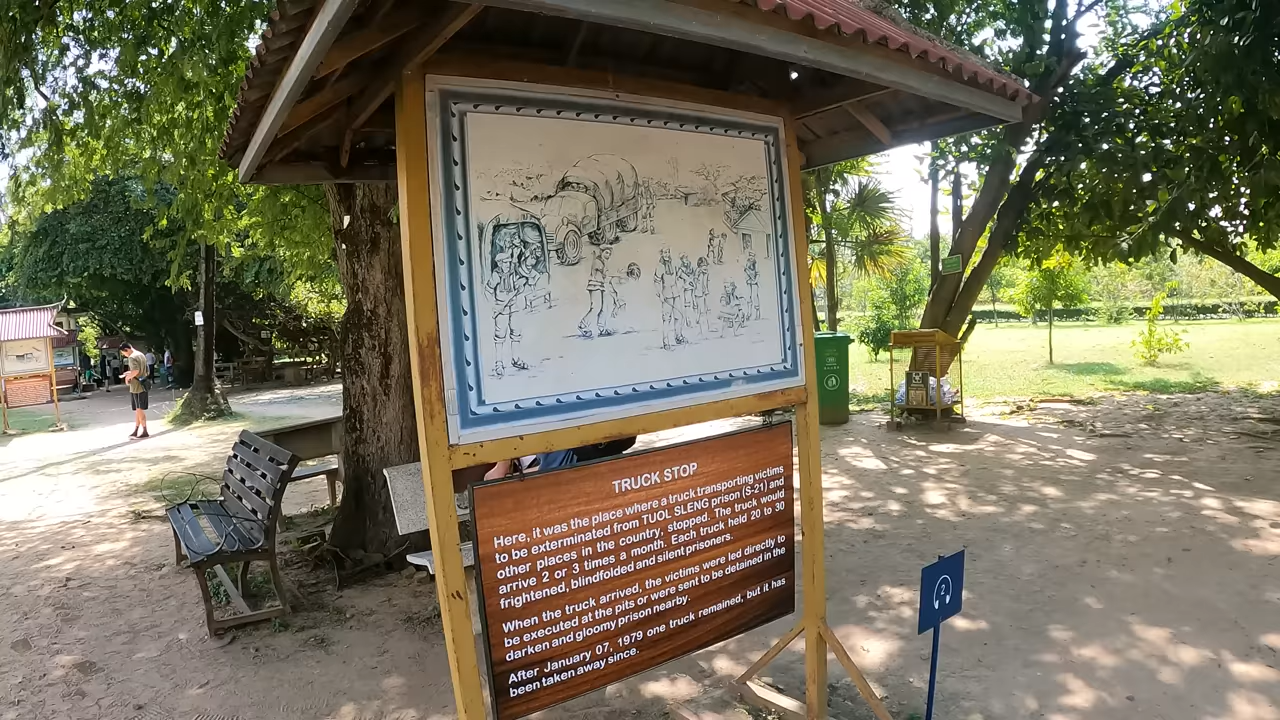 TRUCK STOP
Here, it was the place where a truck transporting victims
to be exterminated from TUOL SLENG prison (S-21) and
other places in the country, stopped. The truck would
arrive 2 or 3 times a month. Each truck held 20 to 30
frightened, blindfolded and silent prisoners.
When the truck arrived, the victims were led directly to
be executed at the pits or were sent to be detained in the
darken and gloomy prison nearby.
After January 07, 1979 one truck remained, but it has
been taken away since.
2